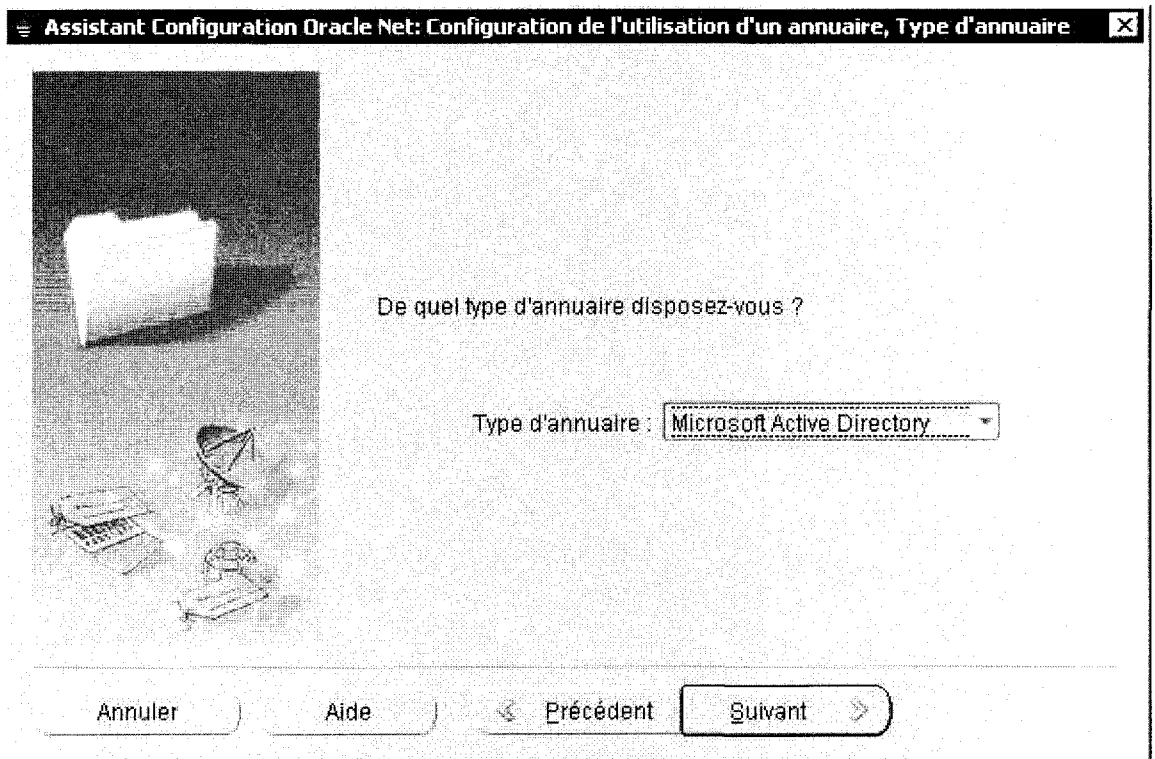 Assistant Configuration Oracle Net: Configuration de l'utilisation d'un annuaire, Type d'annuaire
De quel type d'annuaire disposez-vous ?
Type d'annuaire : Microsoft Active Directory
Annuler Aide Précédent Suivant